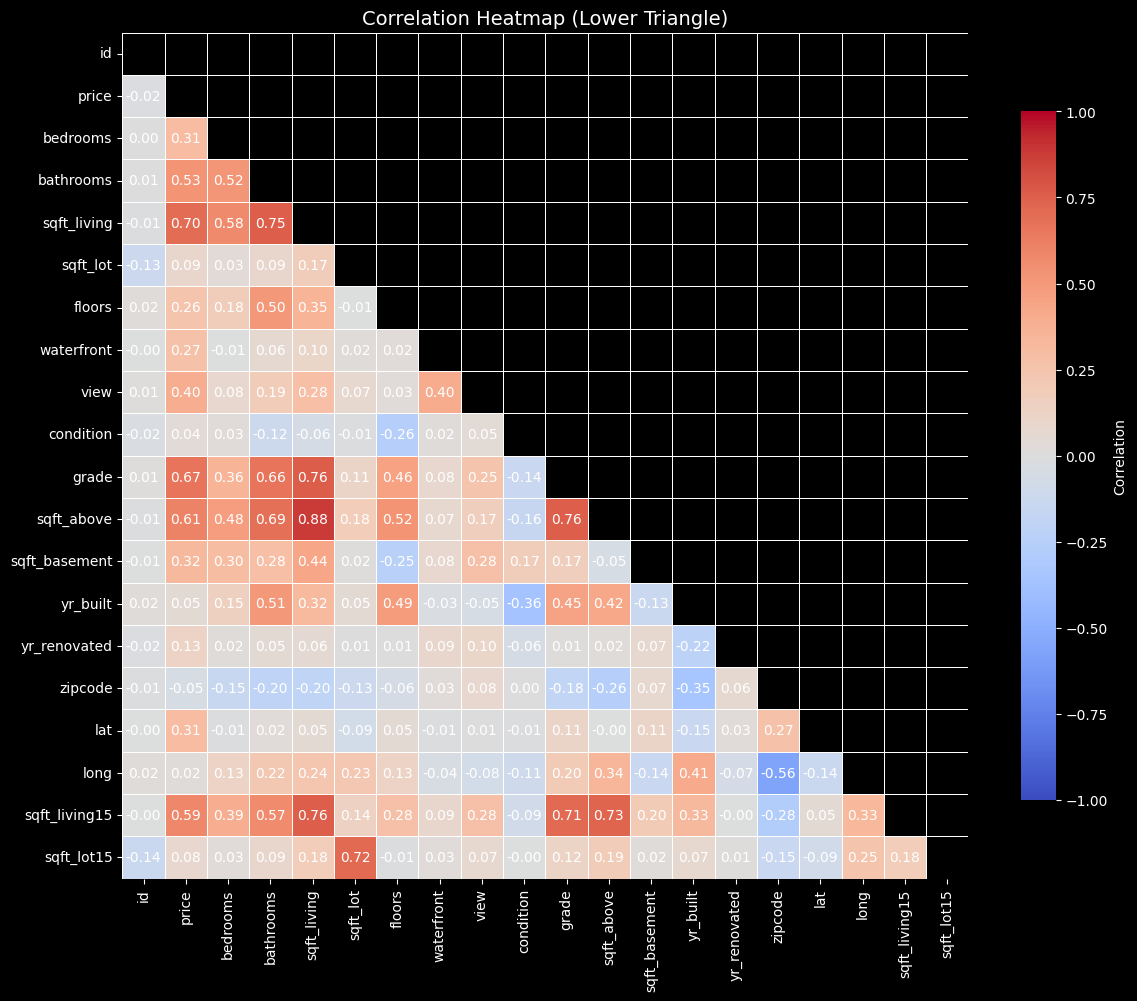 Correlation Heatmap (Lower Triangle)
id
price -0.02
bedrooms 0.00 0.31
bathrooms 0.01 0.53 0.52
sqft_living -0.01 0.70 0.58 0.75
sqft_lot -0.13 0.09 0.03 0.09 0.17
floors 0.02 0.26 0.18 0.50 0.35 -0.01
waterfront -0.00 0.27 -0.01 0.06 0.10 0.02 0.02
view 0.01 0.40 0.08 0.19 0.28 0.07 0.03 0.40
condition -0.02 0.04 0.03 -0.12 -0.06 -0.01 -0.26 0.02 0.05
grade 0.01 0.67 0.36 0.66 0.76 0.11 0.46 0.08 0.25 -0.14
sqft_above -0.01 0.61 0.48 0.69 0.88 0.18 0.52 0.07 0.17 -0.16 0.76
sqft_basement -0.01 0.32 0.30 0.28 0.44 0.02 -0.25 0.08 0.28 0.17 0.17 -0.05
yr_built 0.02 0.05 0.15 0.51 0.32 0.05 0.49 -0.03 -0.05 -0.36 0.45 0.42 -0.13
yr_renovated -0.02 0.13 0.02 0.05 0.06 0.01 0.01 0.09 0.10 -0.06 0.01 0.02 0.07 -0.22
zipcode -0.01 -0.05 -0.15 -0.20 -0.20 -0.13 -0.06 0.03 0.08 0.00 -0.18 -0.26 0.07 -0.35 0.06
lat -0.00 0.31 -0.01 0.02 0.05 -0.09 0.05 -0.01 0.01 -0.01 0.11 -0.00 0.11 -0.15 0.03 0.27
long 0.02 0.02 0.13 0.22 0.24 0.23 0.13 -0.04 -0.08 -0.11 0.20 0.34 -0.14 0.41 -0.07 -0.56 -0.14
sqft_living15 -0.00 0.59 0.39 0.57 0.76 0.14 0.28 0.09 0.28 -0.09 0.71 0.73 0.20 0.33 -0.00 -0.28 0.05 0.33
sqft_lot15 -0.14 0.08 0.03 0.09 0.18 0.72 -0.01 0.03 0.07 -0.00 0.12 0.19 0.02 0.07 0.01 -0.15 -0.09 0.25 0.18
id price bedrooms bathrooms sqft_living sqft_lot floors waterfront view condition grade sqft_above sqft_basement yr_built yr_renovated zipcode lat long sqft_living15 sqft_lot15
1.00
0.75
0.50
0.25
0.00
−0.25
−0.50
−0.75
−1.00
Correlation